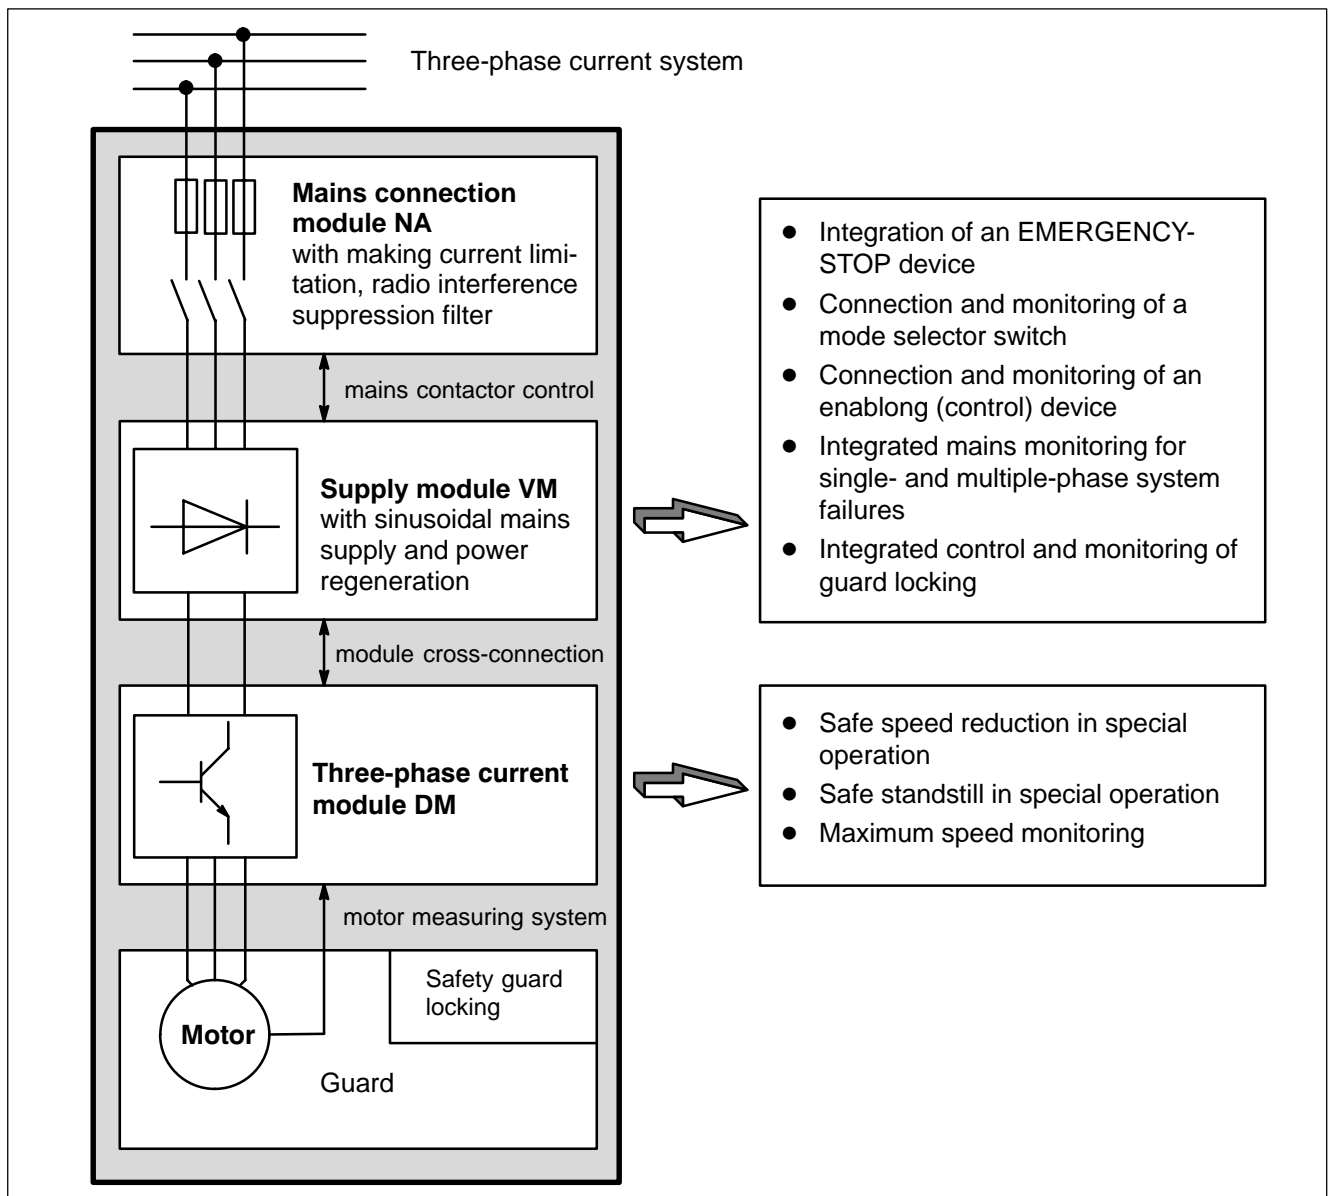 Three-phase current system
Mains connection
module NA
with making current limi-
tation, radio interference
suppression filter
mains contactor control
Supply module VM
with sinusoidal mains
supply and power
regeneration
module cross-connection
Three-phase current
module DM
motor measuring system
Safety guard
locking
Motor
Guard
● Integration of an EMERGENCY-
STOP device
● Connection and monitoring of a
mode selector switch
● Connection and monitoring of an
enablong (control) device
● Integrated mains monitoring for
single- and multiple-phase system
failures
● Integrated control and monitoring of
guard locking
● Safe speed reduction in special
operation
● Safe standstill in special operation
● Maximum speed monitoring